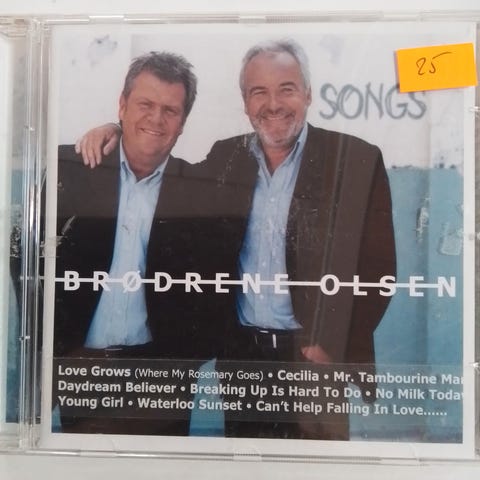 25
SONGS
BRØDRENE OLSEN
Love Grows (Where My Rosemary Goes) • Cecilia • Mr. Tambourine Man
Daydream Believer • Breaking Up Is Hard To Do • No Milk Today
Young Girl • Waterloo Sunset • Can't Help Falling In Love......